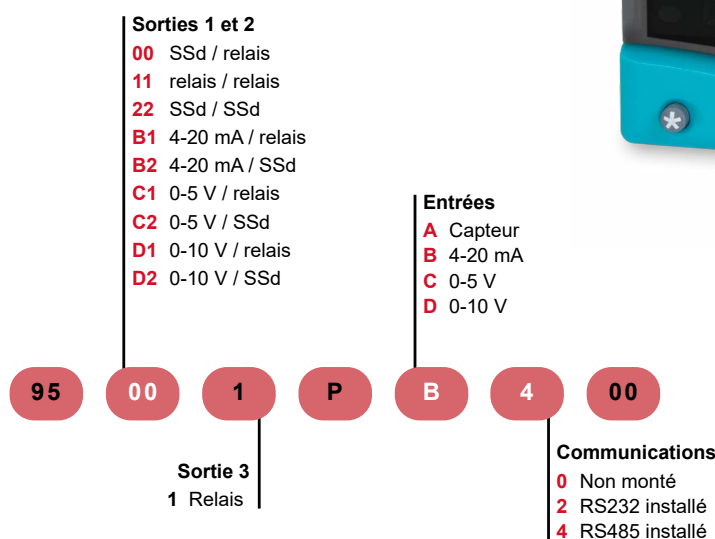 Sorties 1 et 2
00 SSd / relais
11 relais / relais
22 SSd / SSd
B1 4-20 mA / relais
B2 4-20 mA / SSd
C1 0-5 V / relais
C2 0-5 V / SSd
D1 0-10 V / relais
D2 0-10 V / SSd
Entrées
A Capteur
B 4-20 mA
C 0-5 V
D 0-10 V
95 00 1 P B 4 00
Sortie 3
1 Relais
Communications
0 Non monté
2 RS232 installé
4 RS485 installé